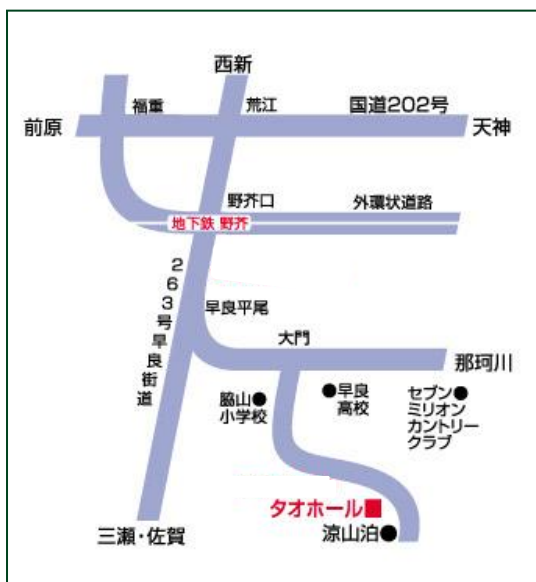 西新
福重
荒江
国道202号
前原
天神
野芥口
外環状道路
地下鉄 野芥
263号早良街道
早良平尾
大門
那珂川
脇山
小学校
早良
高校
セブン
ミリオン
カントリー
クラブ
タオホール
涼山泊
三瀬・佐賀